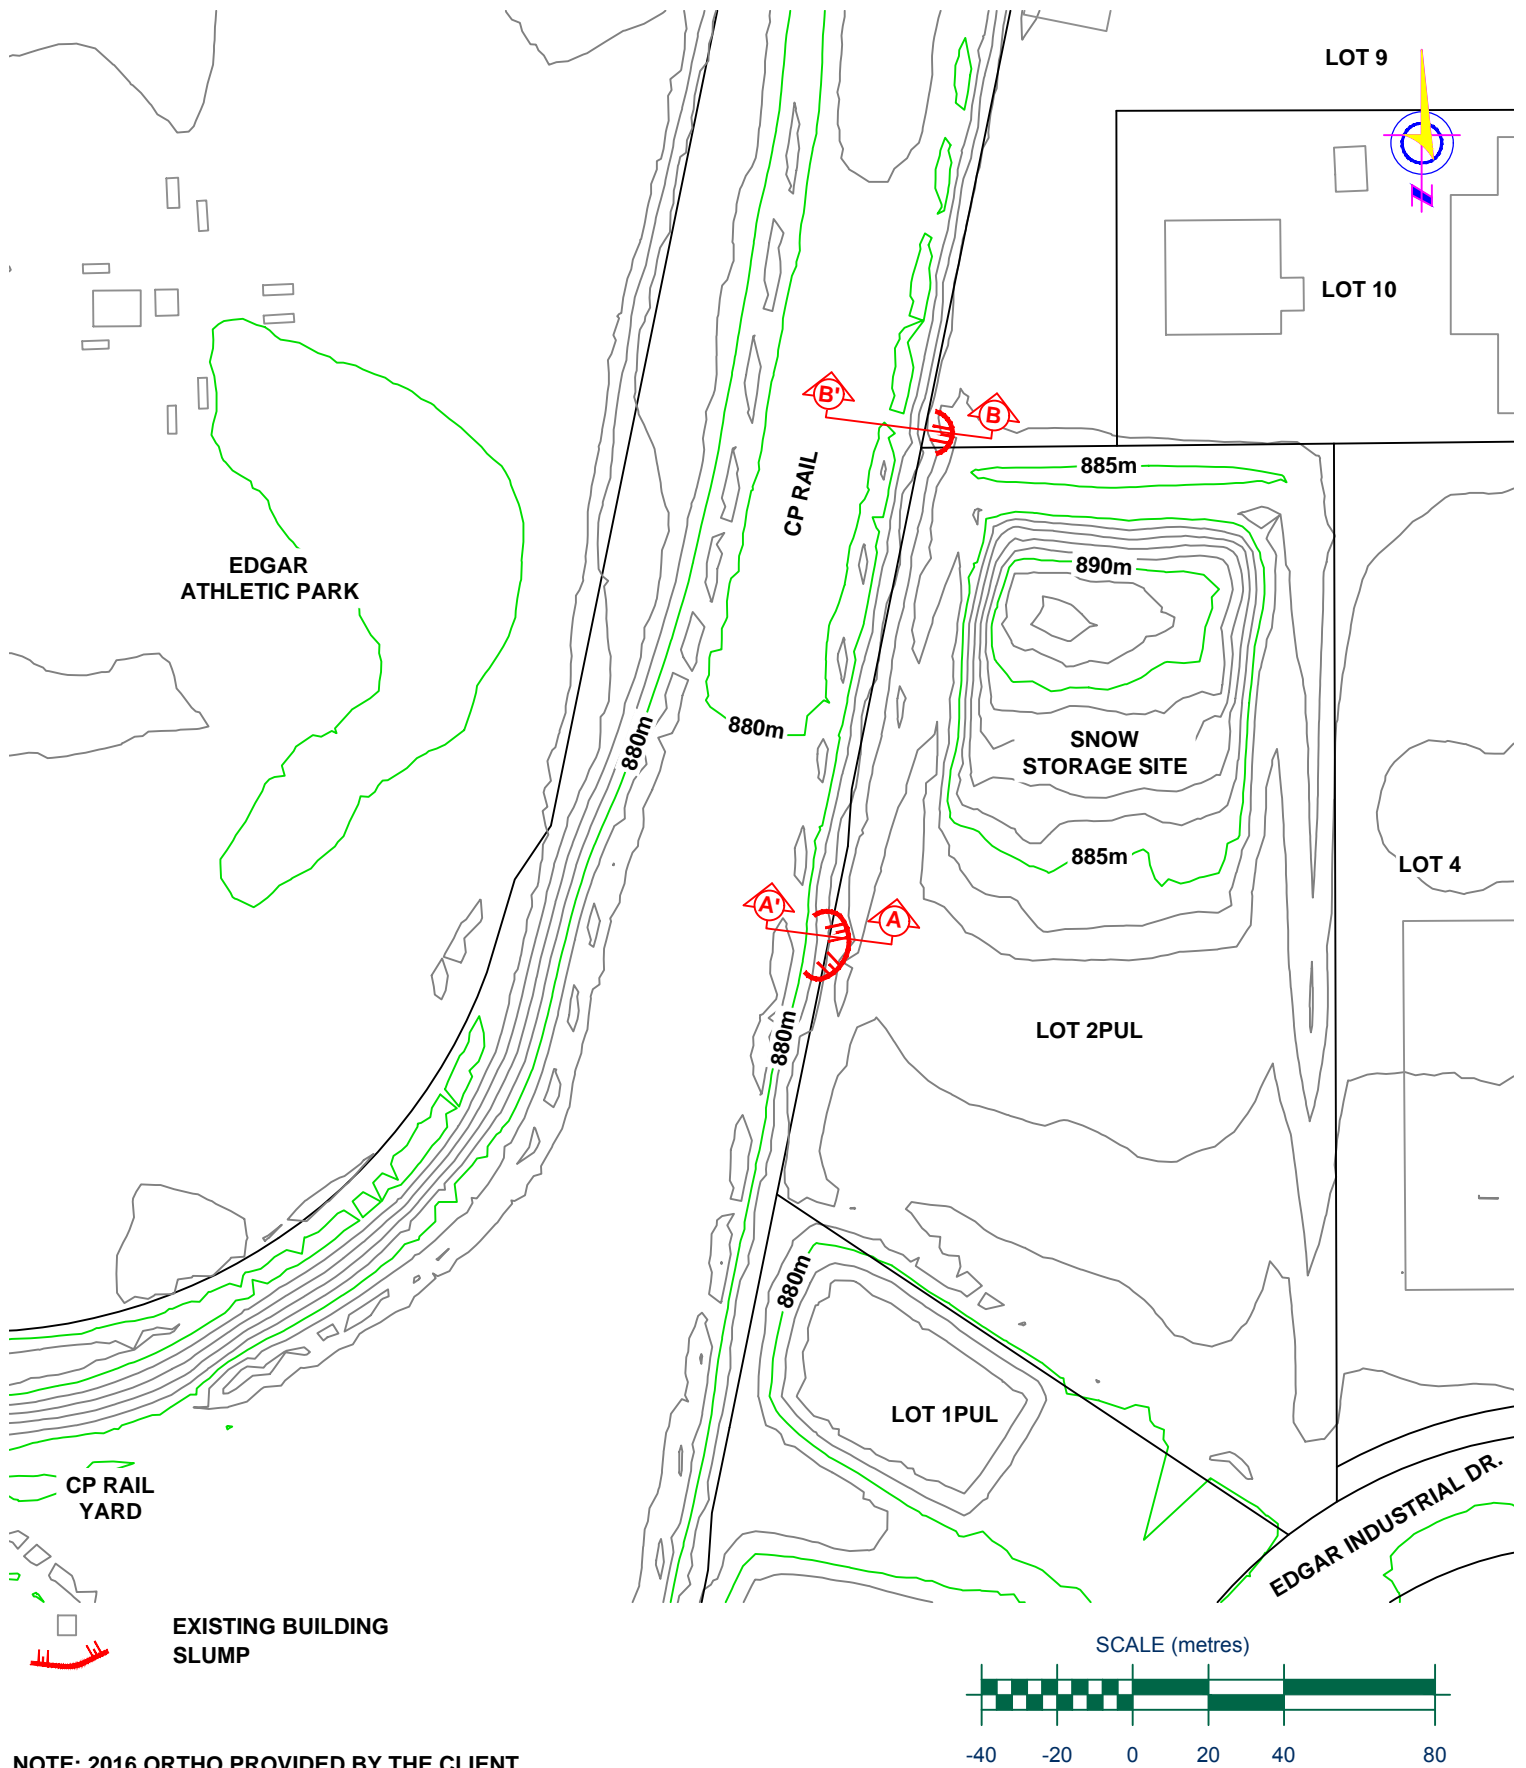 LOT 9
N
LOT 10
B'
B
885m
CP RAIL
890m
EDGAR
ATHLETIC PARK
880m
880m
SNOW
STORAGE SITE
885m
LOT 4
A'
A
880m
LOT 2PUL
880m
LOT 1PUL
CP RAIL
YARD
EDGAR INDUSTRIAL DR.
EXISTING BUILDING
SLUMP
SCALE (metres)
-40 -20 0 20 40 80
NOTE: 2016 ORTHO PROVIDED BY THE CLIENT